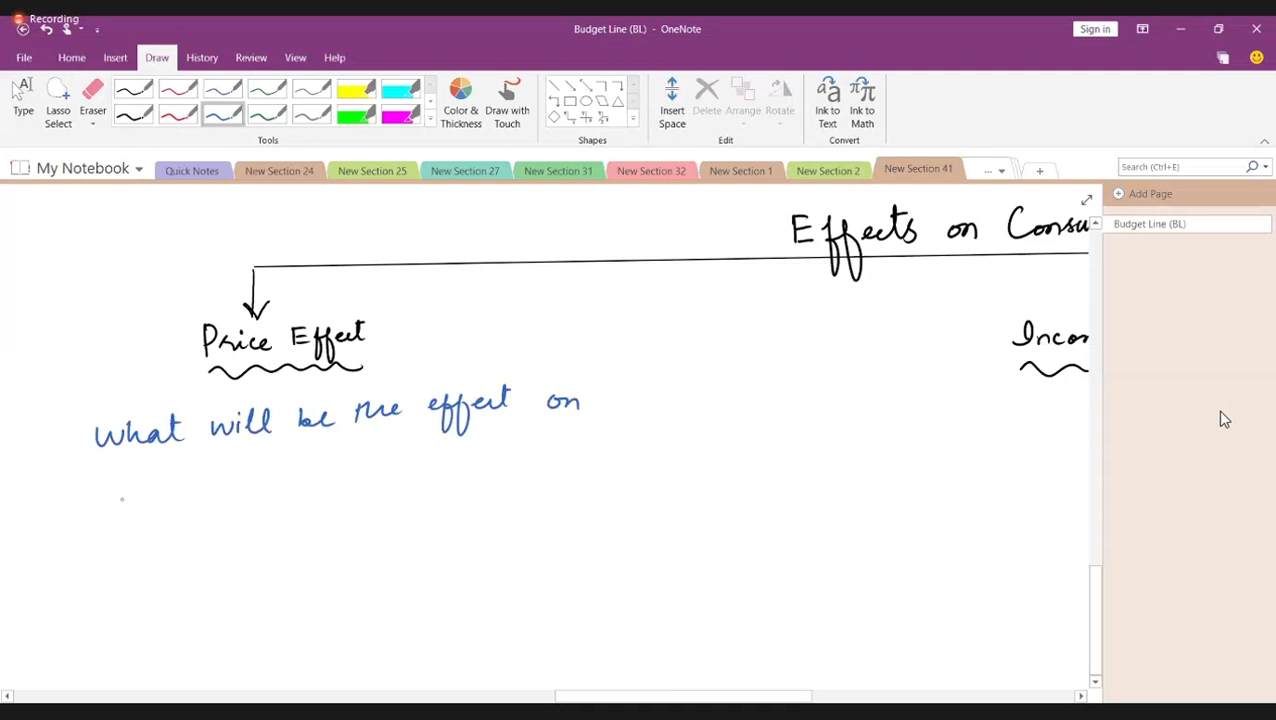 Recording
Budget Line (BL) - OneNote
Sign in
File Home Insert Draw History Review View Help
Type
Lasso Select
Eraser
Color & Thickness
Draw with Touch
Insert Space
Delete
Arrange
Rotate
Ink to Text
Ink to Math
Tools
Shapes
Edit
Convert
My Notebook
Quick Notes
New Section 24
New Section 25
New Section 27
New Section 31
New Section 32
New Section 1
New Section 2
New Section 41
...
Search (Ctrl+E)
Add Page
Budget Line (BL)
Effects on Consu
Price Effect
Incom
What will be the effect on